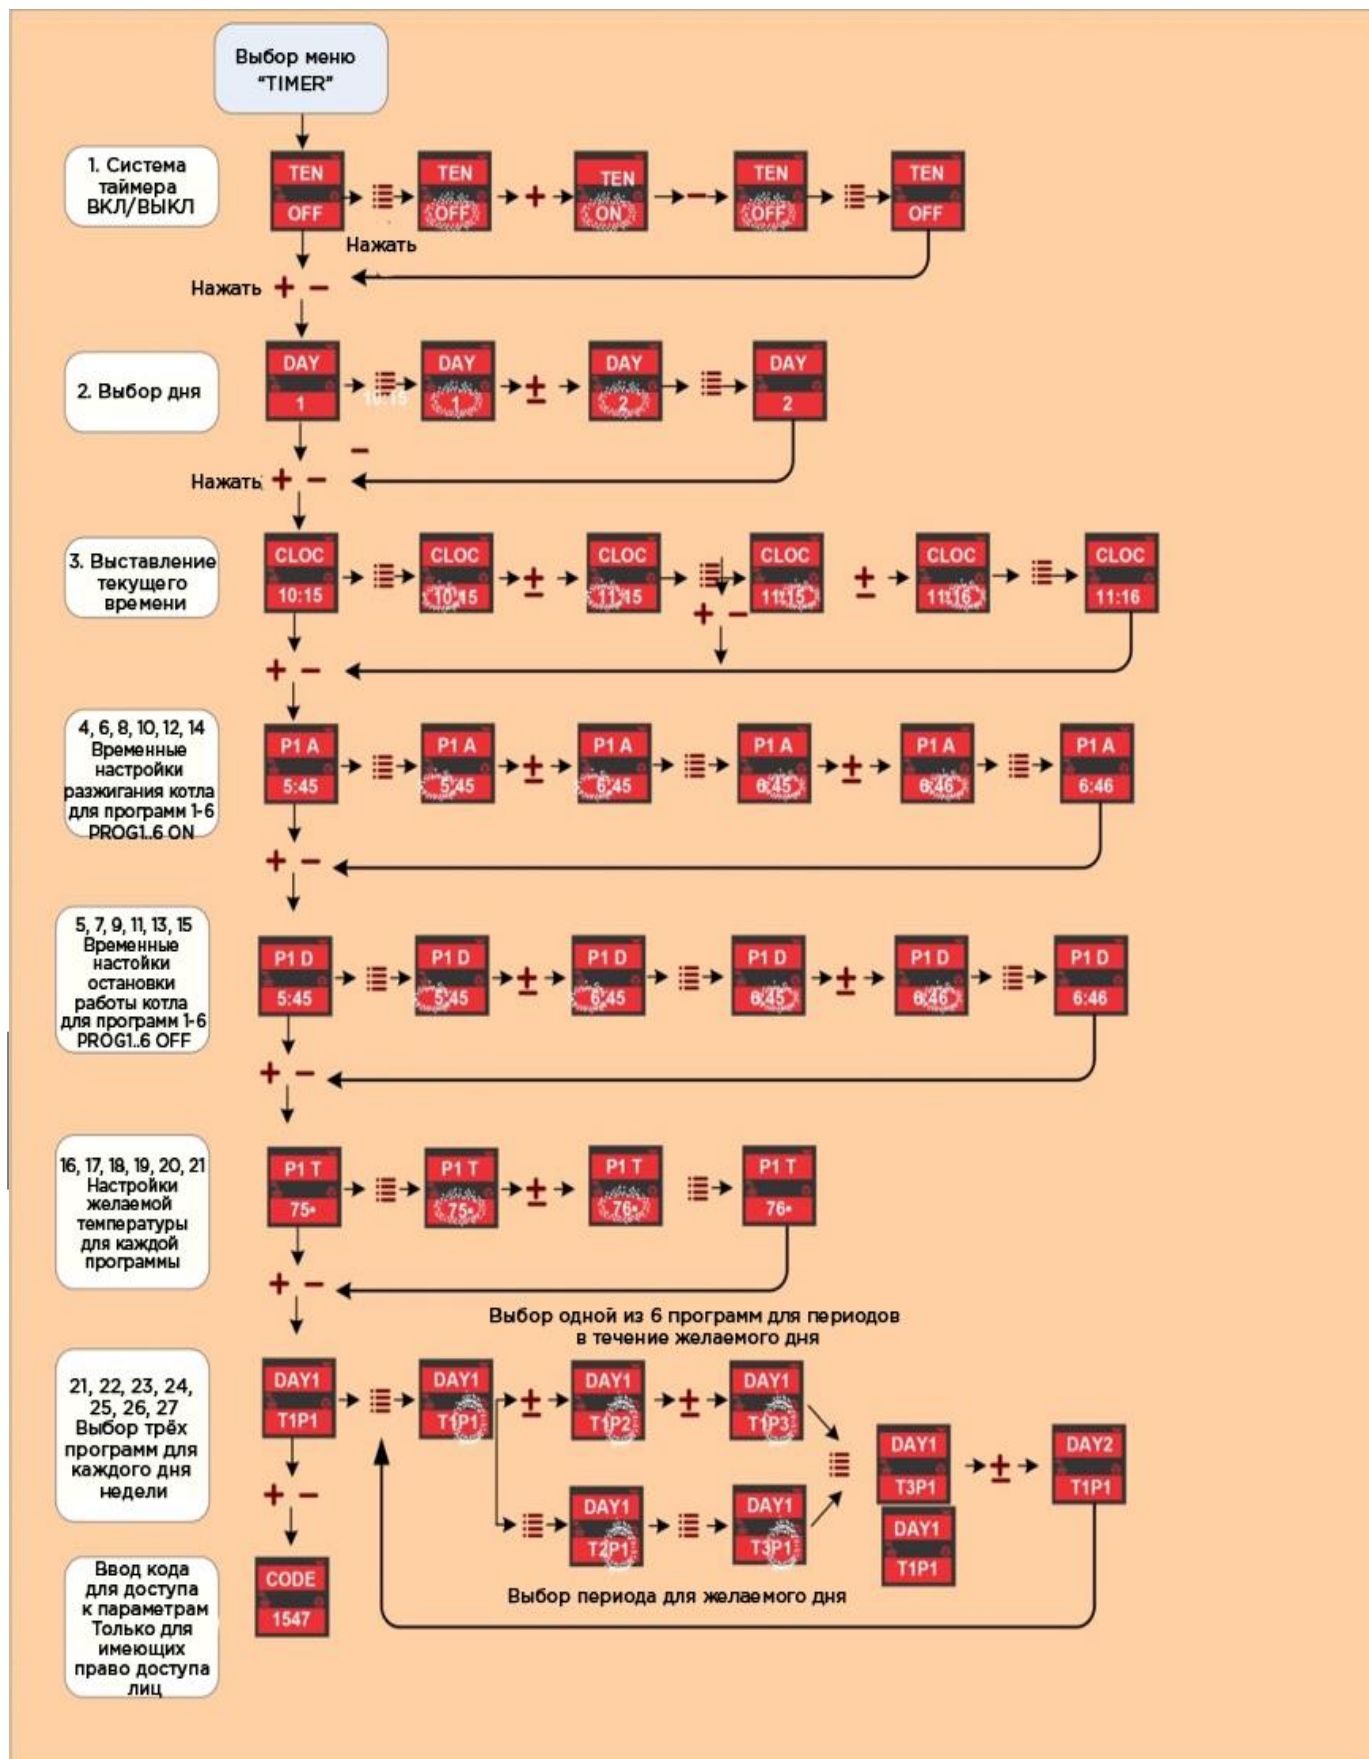 Выбор меню
“TIMER”
1. Система
таймера
ВКЛ/ВЫКЛ
TEN
OFF
TEN
OFF
+
TEN
ON
-
TEN
OFF
TEN
OFF
Нажать
Нажать + -
2. Выбор дня
DAY
1
10:15
DAY
1
±
DAY
2
DAY
2
-
Нажать + -
3. Выставление
текущего
времени
CLOC
10:15
CLOC
10:15
±
CLOC
11:15
CLOC
11:15
±
CLOC
11:16
CLOC
11:16
+ -
+ -
4, 6, 8, 10, 12, 14
Временные
настройки
разжигания котла
для программ 1-6
PROG1..6 ON
P1 A
5:45
P1 A
5:45
±
P1 A
6:45
P1 A
6:45
±
P1 A
6:46
P1 A
6:46
+ -
5, 7, 9, 11, 13, 15
Временные
настойки
остановки
работы котла
для программ 1-6
PROG1..6 OFF
P1 D
5:45
P1 D
5:45
±
P1 D
6:45
P1 D
6:45
±
P1 D
6:46
P1 D
6:46
+ -
16, 17, 18, 19, 20, 21
Настройки
желаемой
температуры
для каждой
программы
P1 T
75•
P1 T
75•
±
P1 T
76•
P1 T
76•
+ -
Выбор одной из 6 программ для периодов
в течение желаемого дня
21, 22, 23, 24,
25, 26, 27
Выбор трёх
программ для
каждого дня
недели
DAY1
T1P1
DAY1
T1P1
±
DAY1
T1P2
±
DAY1
T1P3
DAY1
T2P1
DAY1
T3P1
DAY1
T3P1
±
DAY2
T1P1
DAY1
T1P1
+ -
Выбор периода для желаемого дня
Ввод кода
для доступа
к параметрам
Только для
имеющих
право доступа
лиц
CODE
1547